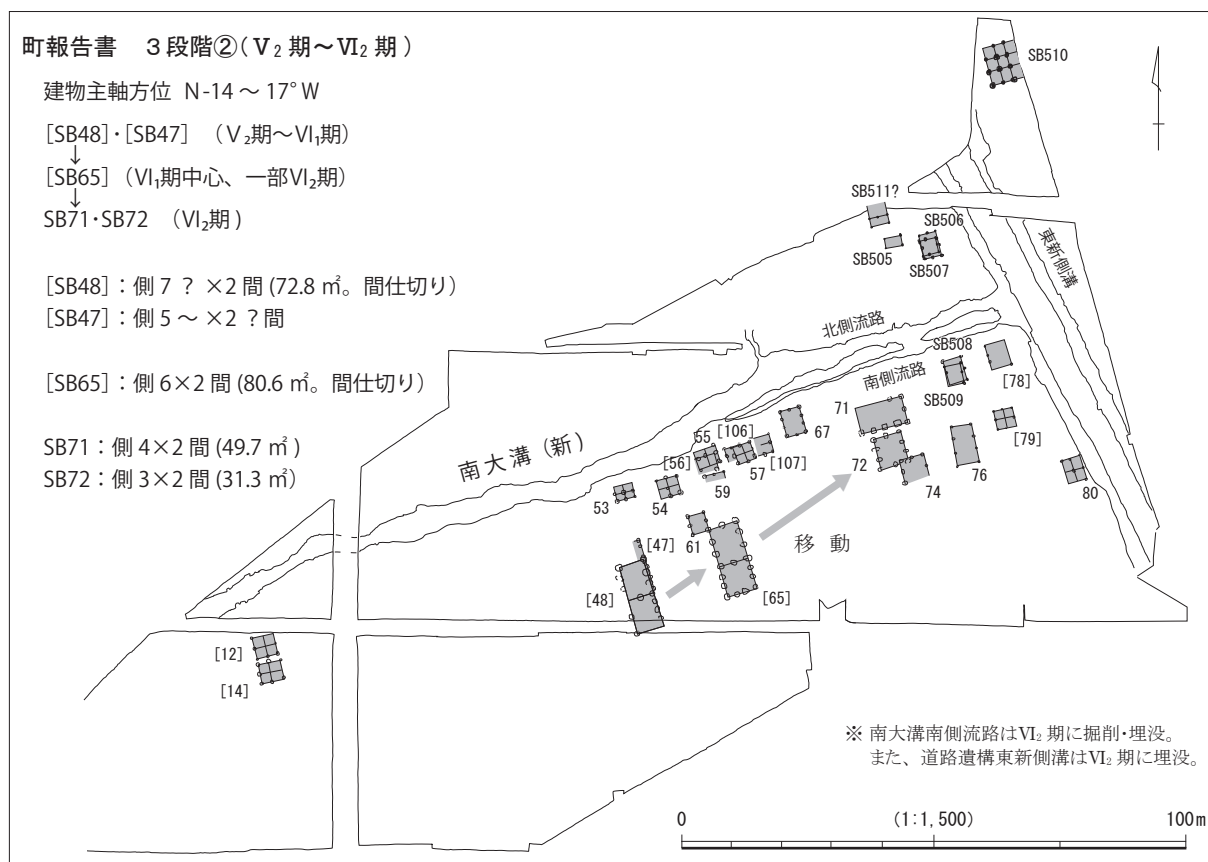 町報告書 3段階②(Ⅴ₂期~Ⅵ₂期)
建物主軸方位 N-14～17°W
[SB48]・[SB47] (Ⅴ₂期～Ⅵ₁期)
↓
[SB65] (Ⅵ₁期中心、一部Ⅵ₂期)
↓
SB71・SB72 (Ⅵ₂期)
[SB48]：側7？×2間(72.8㎡。間仕切り)
[SB47]：側5～×2？間
[SB65]：側6×2間(80.6㎡。間仕切り)
SB71：側4×2間(49.7㎡)
SB72：側3×2間(31.3㎡)
SB510
SB511?
SB506
SB505
SB507
東新側溝
北側流路
SB508
南側流路
[78]
SB509
71
67
[106]
55
[79]
南大溝(新)
[56]
57
[107]
72
76
59
74
80
53
54
61
[47]
移動
[48]
[65]
[12]
[14]
※ 南大溝南側流路はⅥ₂期に掘削・埋没。
また、道路遺構東新側溝はⅥ₂期に埋没。
0 (1:1,500) 100m